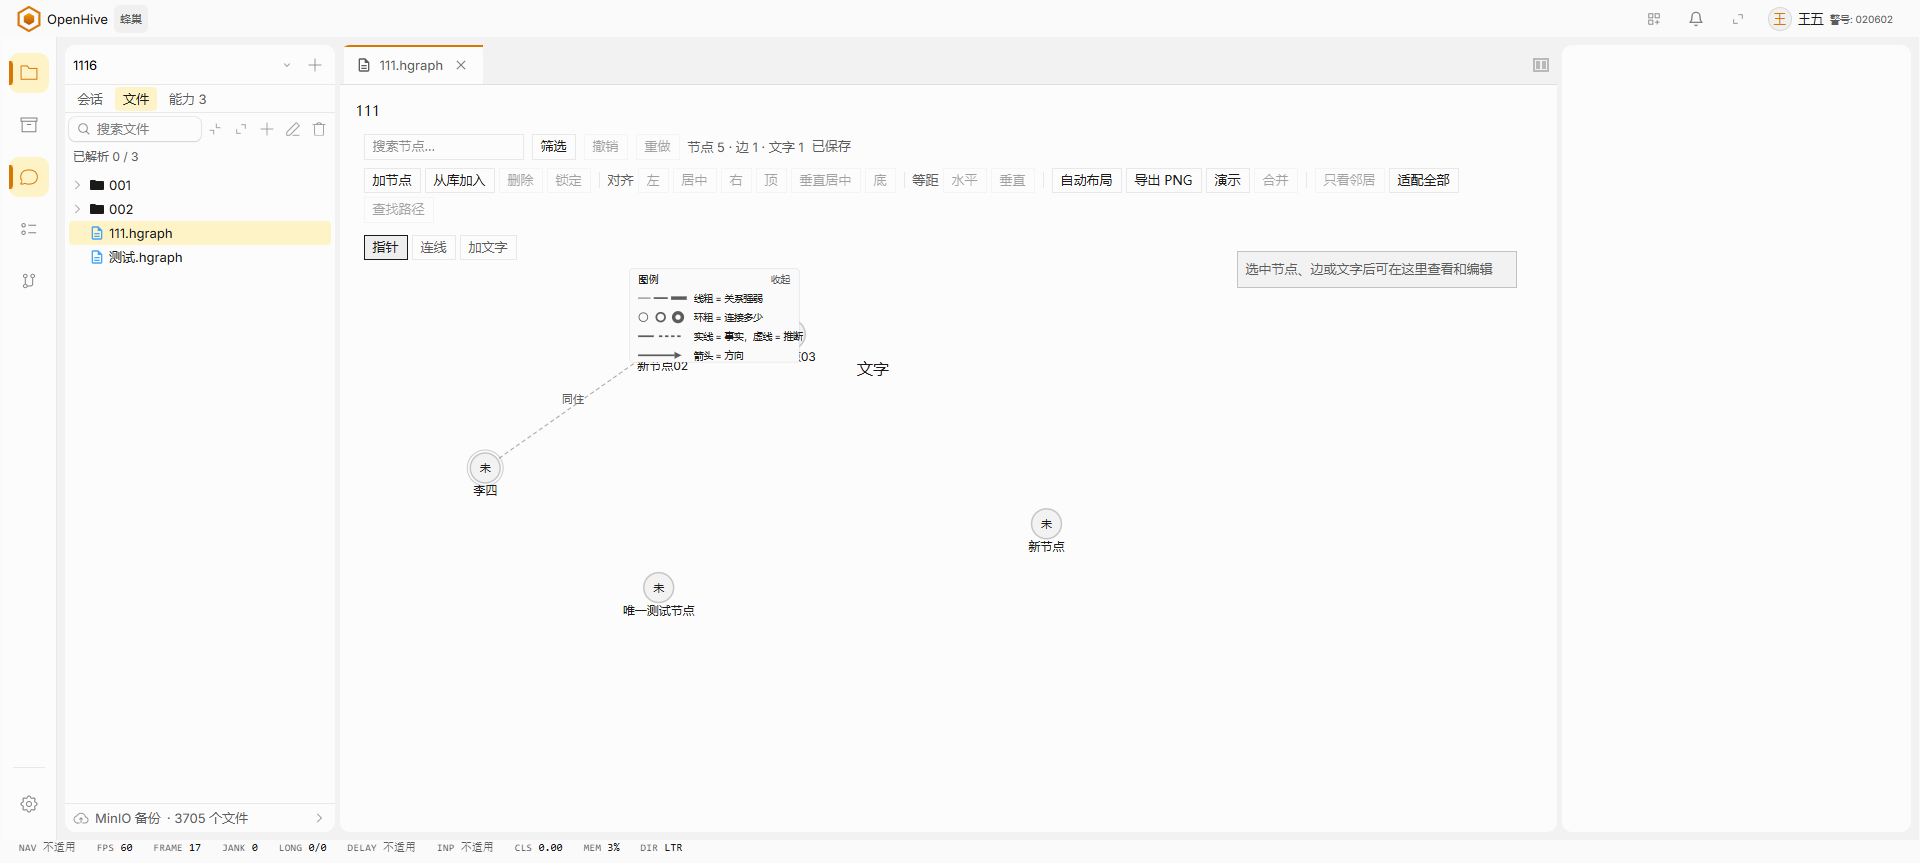 OpenHive 蜂巢
王 王五 警号: 020602
1116
会话 文件 能力 3
搜索文件
已解析 0 / 3
001
002
111.hgraph
测试.hgraph
MinIO 备份 · 3705 个文件
111.hgraph
111
搜索节点... 筛选 撤销 重做 节点 5 · 边 1 · 文字 1 已保存
加节点 从库加入 删除 锁定 对齐 左 居中 右 顶 垂直居中 底 等距 水平 垂直 自动布局 导出 PNG 演示 合并 只看邻居 适配全部
查找路径
指针 连线 加文字
选中节点、边或文字后可在这里查看和编辑
图例 收起
线粗 = 关系强弱
环粗 = 连接多少
实线 = 事实, 虚线 = 推断
箭头 = 方向
03
新节点02
文字
同住
未
李四
未
新节点
未
唯一测试节点
NAV 不适用 FPS 60 FRAME 17 JANK 0 LONG 0/0 DELAY 不适用 INP 不适用 CLS 0.00 MEM 3% DIR LTR